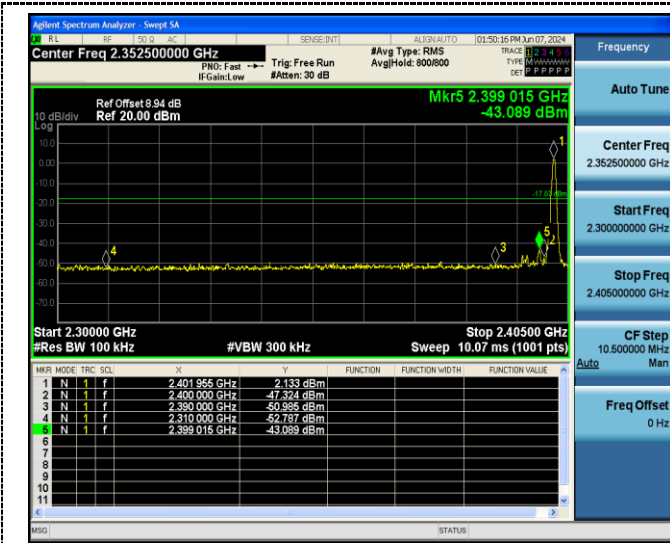 Agilent Spectrum Analyzer - Swept SA
RL RF 50 Ω AC SENSE:INT ALIGN AUTO 01:50:16 PM Jun 07, 2024
Center Freq 2.352500000 GHz #Avg Type: RMS TRACE 1 2 3 4 5 6
PNO: Fast Trig: Free Run Avg|Hold: 800/800 TYPE M
IFGain:Low #Atten: 30 dB DET P P P P P P
Mkr5 2.399 015 GHz
Ref Offset 8.94 dB
10 dB/div Ref 20.00 dBm -43.089 dBm
Log
10.0
0.00
-10.0
-20.0
-30.0
-40.0
-50.0
-60.0
-70.0
1
5
2
3
4
Start 2.30000 GHz Stop 2.40500 GHz
#Res BW 100 kHz #VBW 300 kHz Sweep 10.07 ms (1001 pts)
MKR MODE TRC SCL X Y FUNCTION FUNCTION WIDTH FUNCTION VALUE
1 N 1 f 2.401 955 GHz 2.133 dBm
2 N 1 f 2.400 000 GHz -47.324 dBm
3 N 1 f 2.390 000 GHz -50.985 dBm
4 N 1 f 2.310 000 GHz -52.787 dBm
5 N 1 f 2.399 015 GHz -43.089 dBm
6
7
8
9
10
11
MSG STATUS
Frequency
Auto Tune
Center Freq
2.352500000 GHz
Start Freq
2.300000000 GHz
Stop Freq
2.405000000 GHz
CF Step
10.500000 MHz
Auto Man
Freq Offset
0 Hz